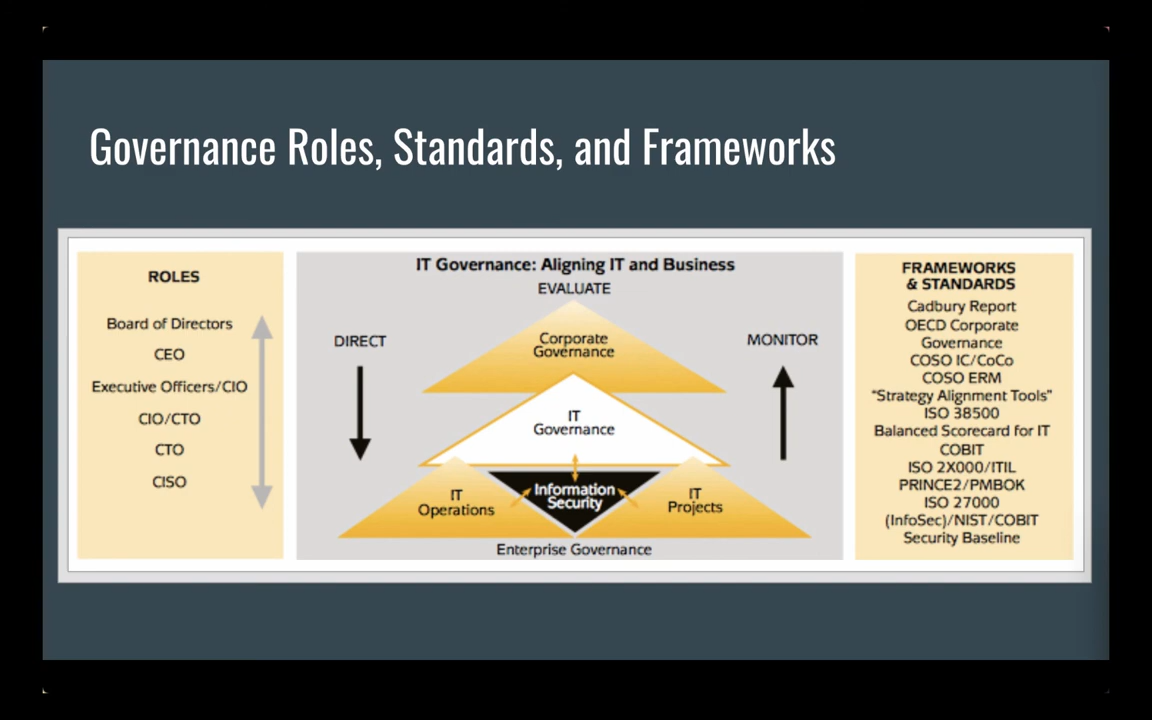 Governance Roles, Standards, and Frameworks
ROLES
Board of Directors
CEO
Executive Officers/CIO
CIO/CTO
CTO
CISO
IT Governance: Aligning IT and Business
EVALUATE
DIRECT
MONITOR
Corporate
Governance
IT
Governance
IT
Operations
Information
Security
IT
Projects
Enterprise Governance
FRAMEWORKS
& STANDARDS
Cadbury Report
OECD Corporate
Governance
COSO IC/CoCo
COSO ERM
“Strategy Alignment Tools”
ISO 38500
Balanced Scorecard for IT
COBIT
ISO 2X000/ITIL
PRINCE2/PMBOK
ISO 27000
(InfoSec)/NIST/COBIT
Security Baseline